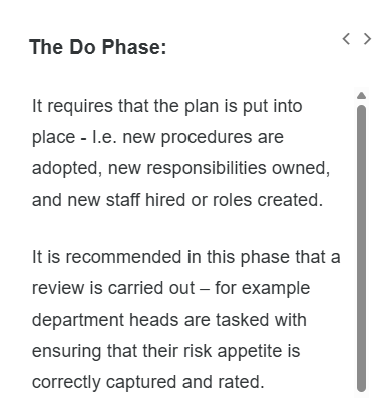 The Do Phase:
It requires that the plan is put into
place - I.e. new procedures are
adopted, new responsibilities owned,
and new staff hired or roles created.
It is recommended in this phase that a
review is carried out – for example
department heads are tasked with
ensuring that their risk appetite is
correctly captured and rated.